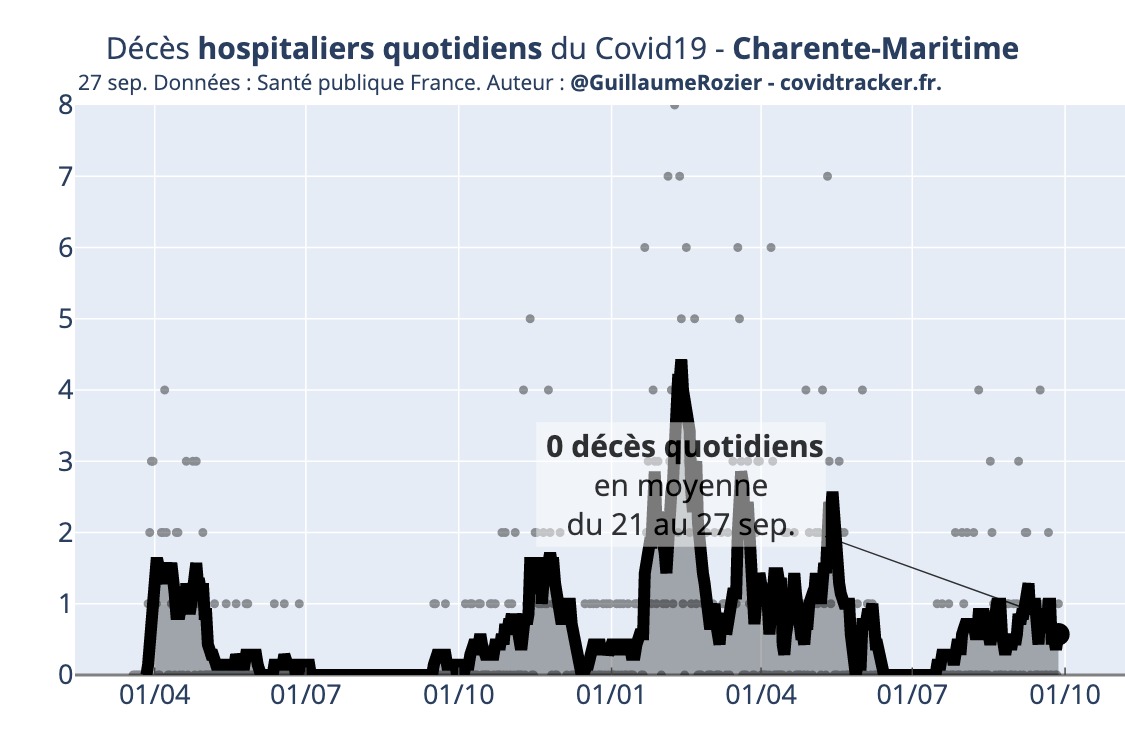 Décès hospitaliers quotidiens du Covid19 - Charente-Maritime
27 sep. Données : Santé publique France. Auteur : @GuillaumeRozier - covidtracker.fr.
8
7
6
5
4
3
2
1
0
0 décès quotidiens
en moyenne
du 21 au 27 sep.
01/04 01/07 01/10 01/01 01/04 01/07 01/10